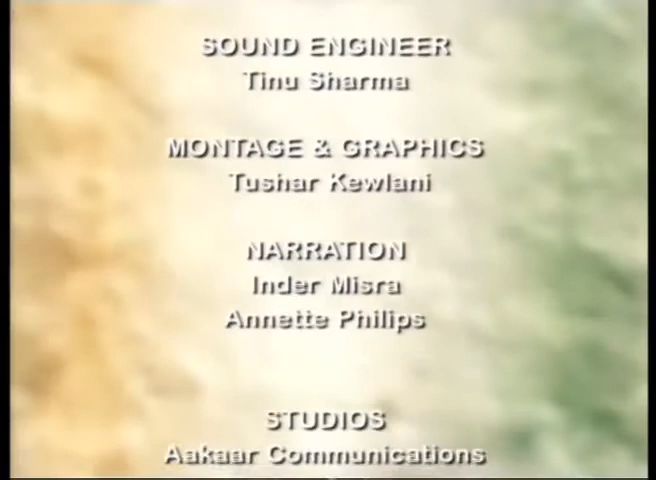 SOUND ENGINEER
Tinu Sharma
MONTAGE & GRAPHICS
Tushar Kewlani
NARRATION
Inder Misra
Annette Philips
STUDIOS
Aakaar Communications